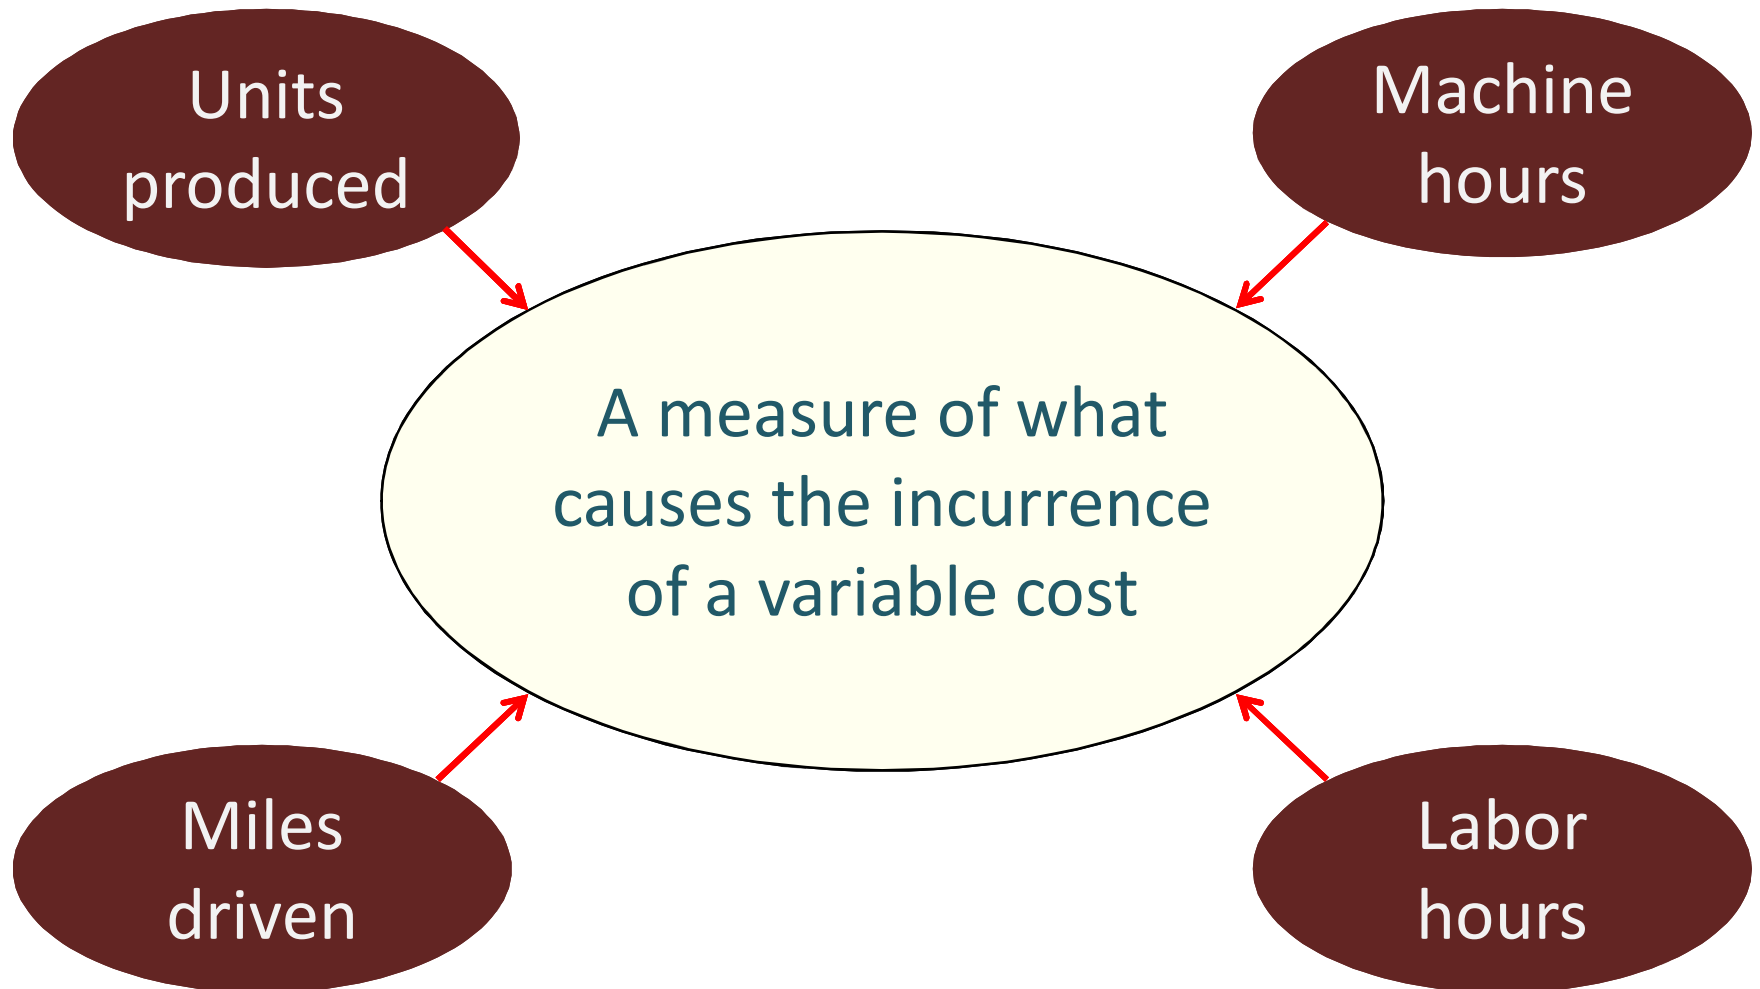 Units
produced
Machine
hours
A measure of what
causes the incurrence
of a variable cost
Miles
driven
Labor
hours